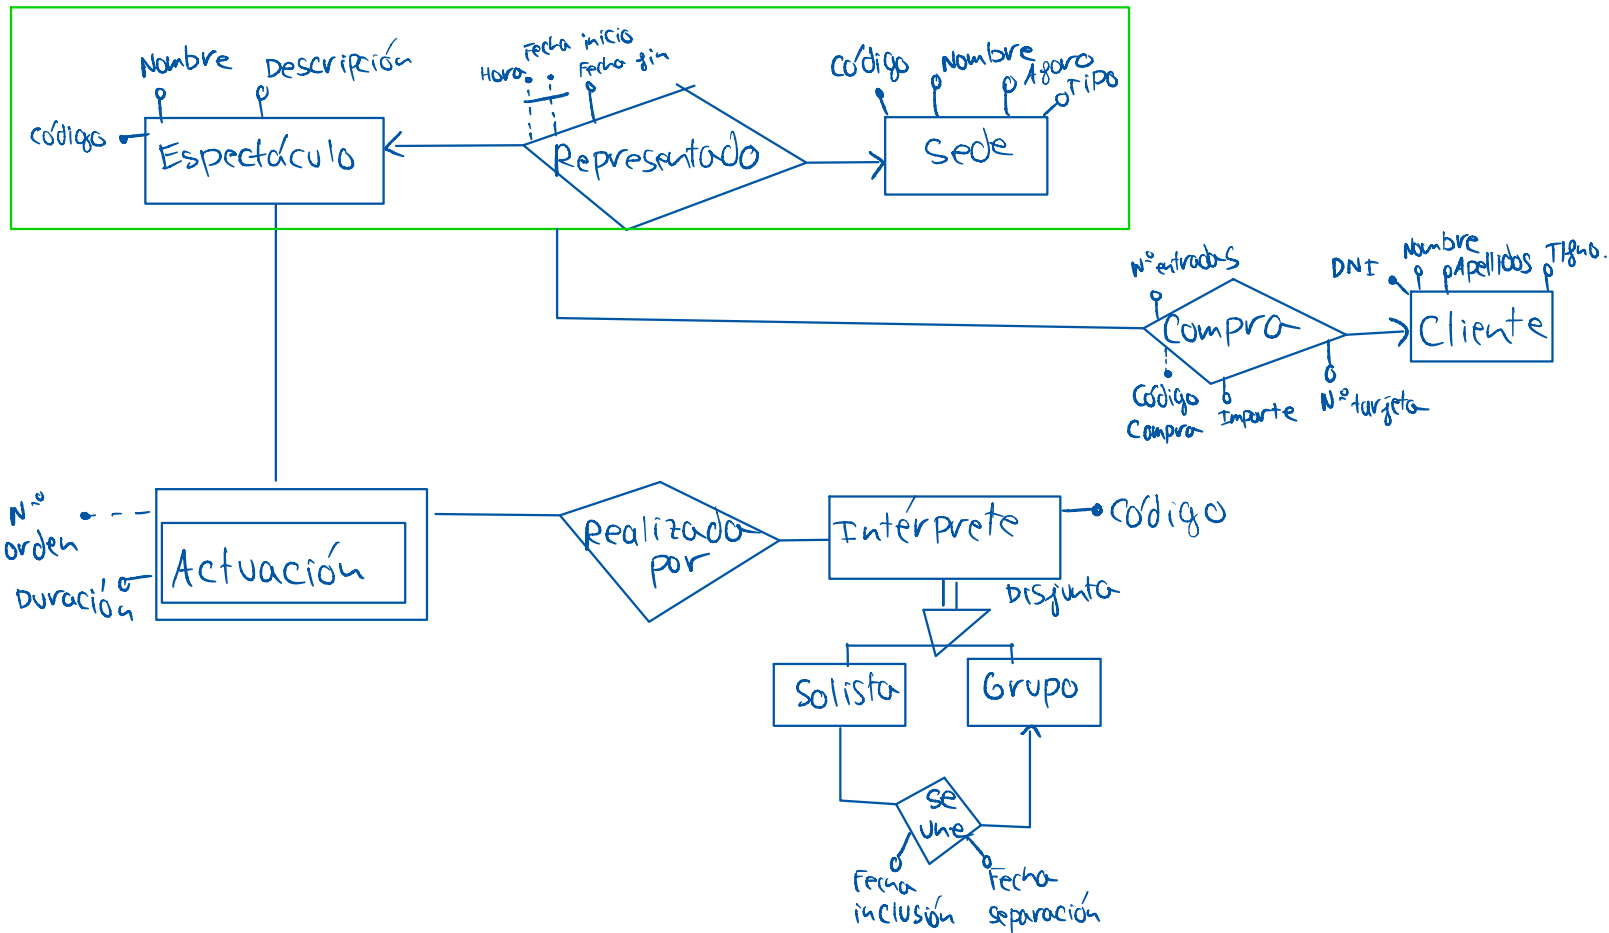 Nombre
Descripción
código
Espectáculo
Fecha inicio
Hora
Fecha fin
Representado
código
Nombre
Aforo
TIPO
Sede
Nº entradas
Compra
Código
Compra
Importe
Nº tarjeta
DNI
Nombre
Apellidos
Tlfno.
Cliente
Nº
orden
Duración
Actuación
Realizada
por
Intérprete
Código
Disjunta
Solista
Grupo
se
une
Fecha
inclusión
Fecha
separación